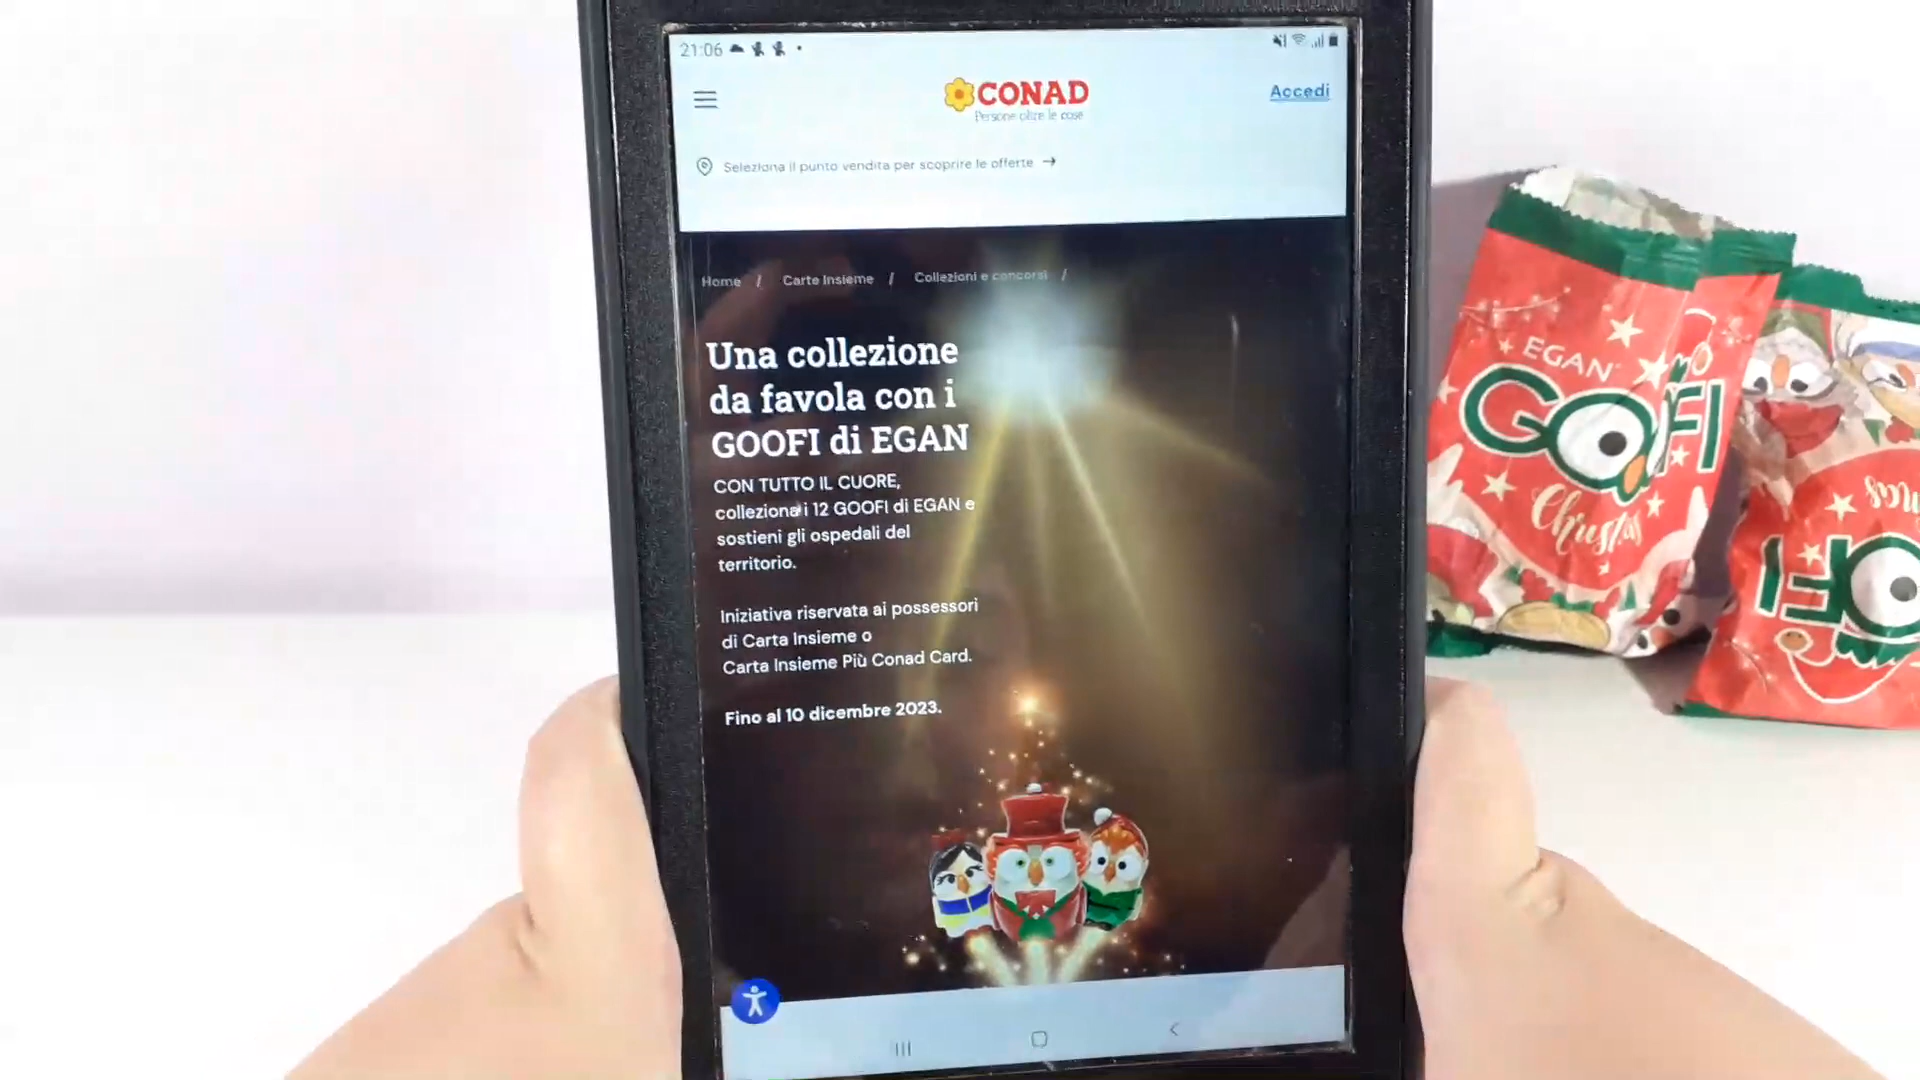 21:06
CONAD
Persone oltre le cose
Accedi
Seleziona il punto vendita per scoprire le offerte →
Home / Carte Insieme / Collezioni e concorsi /
Una collezione
da favola con i
GOOFI di EGAN
CON TUTTO IL CUORE,
colleziona i 12 GOOFI di EGAN e
sostieni gli ospedali del
territorio.
Iniziativa riservata ai possessori
di Carta Insieme o
Carta Insieme Più Conad Card.
Fino al 10 dicembre 2023.
EGAN
GOOFI
Christmas